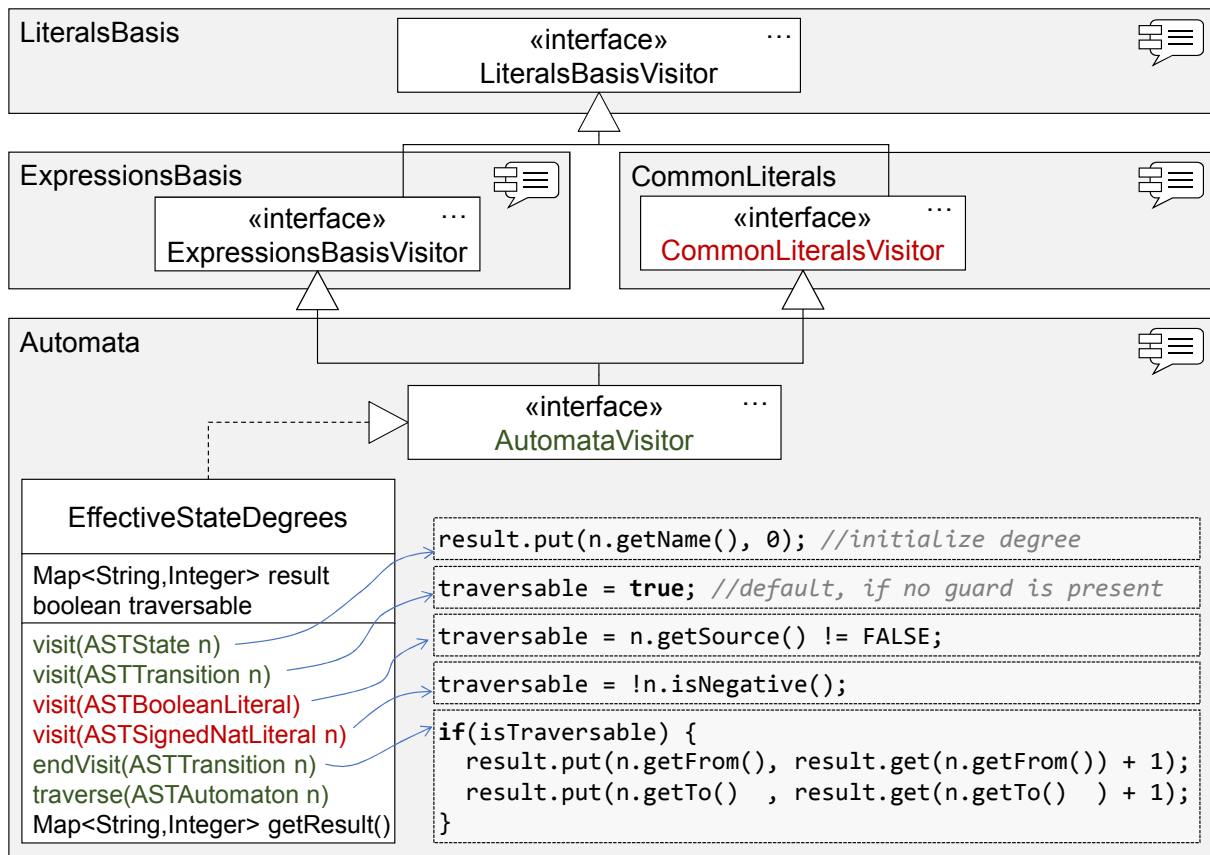 LiteralsBasis
«interface»
...
LiteralsBasisVisitor
ExpressionsBasis
«interface»
...
ExpressionsBasisVisitor
CommonLiterals
«interface»
...
CommonLiteralsVisitor
Automata
«interface»
...
AutomataVisitor
EffectiveStateDegrees
Map<String,Integer> result
boolean traversable
visit(ASTState n)
visit(ASTTransition n)
visit(ASTBooleanLiteral)
visit(ASTSignedNatLiteral n)
endVisit(ASTTransition n)
traverse(ASTAutomaton n)
Map<String,Integer> getResult()
result.put(n.getName(), 0); //initialize degree
traversable = true; //default, if no guard is present
traversable = n.getSource() != FALSE;
traversable = !n.isNegative();
if(isTraversable) {
  result.put(n.getFrom(), result.get(n.getFrom()) + 1);
  result.put(n.getTo()  , result.get(n.getTo()  ) + 1);
}